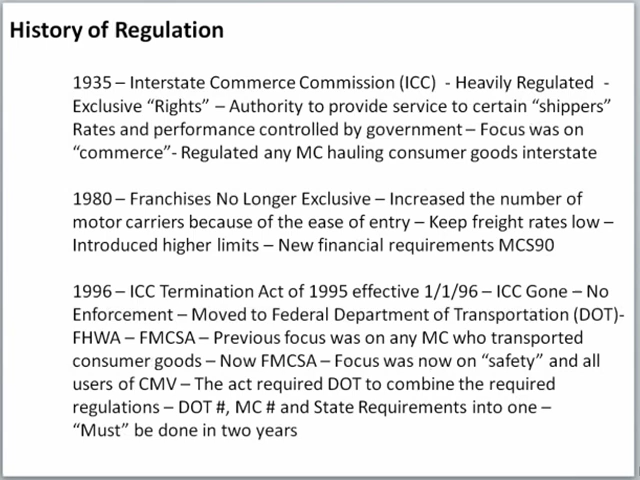 History of Regulation
1935 – Interstate Commerce Commission (ICC)  - Heavily Regulated  -
Exclusive “Rights” – Authority to provide service to certain “shippers”
Rates and performance controlled by government – Focus was on
“commerce”- Regulated any MC hauling consumer goods interstate
1980 – Franchises No Longer Exclusive – Increased the number of
motor carriers because of the ease of entry – Keep freight rates low –
Introduced higher limits – New financial requirements MCS90
1996 – ICC Termination Act of 1995 effective 1/1/96 – ICC Gone – No
Enforcement – Moved to Federal Department of Transportation (DOT)-
FHWA – FMCSA – Previous focus was on any MC who transported
consumer goods – Now FMCSA – Focus was now on “safety” and all
users of CMV – The act required DOT to combine the required
regulations – DOT #, MC # and State Requirements into one –
“Must” be done in two years